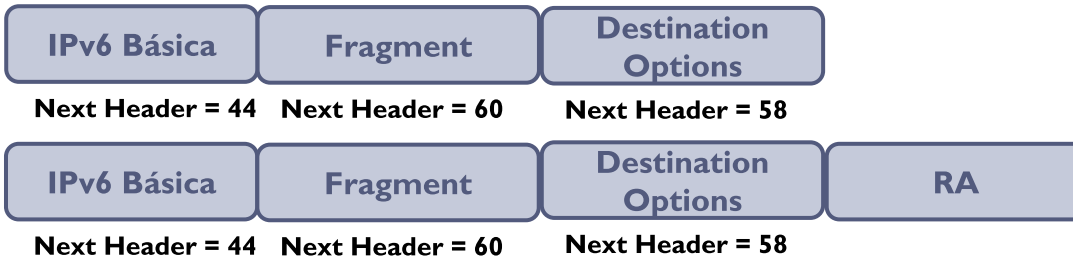 IPv6 Básica Fragment Destination Options
Next Header = 44 Next Header = 60 Next Header = 58
IPv6 Básica Fragment Destination Options RA
Next Header = 44 Next Header = 60 Next Header = 58